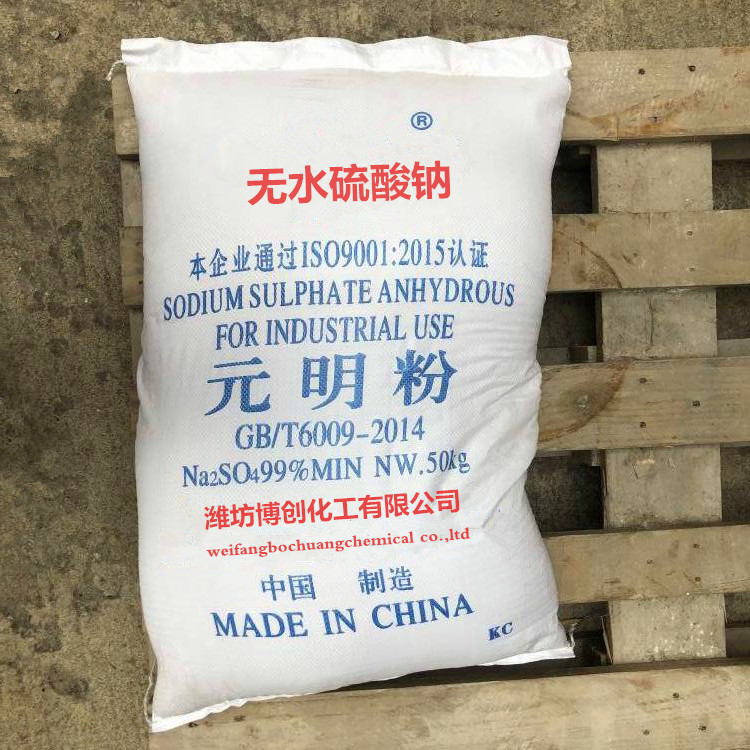 ®
无水硫酸钠
本企业通过ISO9001:2015认证
SODIUM SULPHATE ANHYDROUS
FOR INDUSTRIAL USE
元明粉
GB/T6009-2014
Na₂SO₄99%MIN NW.50kg
潍坊博创化工有限公司
weifangbochuangchemical co.,ltd
中国 制造
MADE IN CHINA
KC